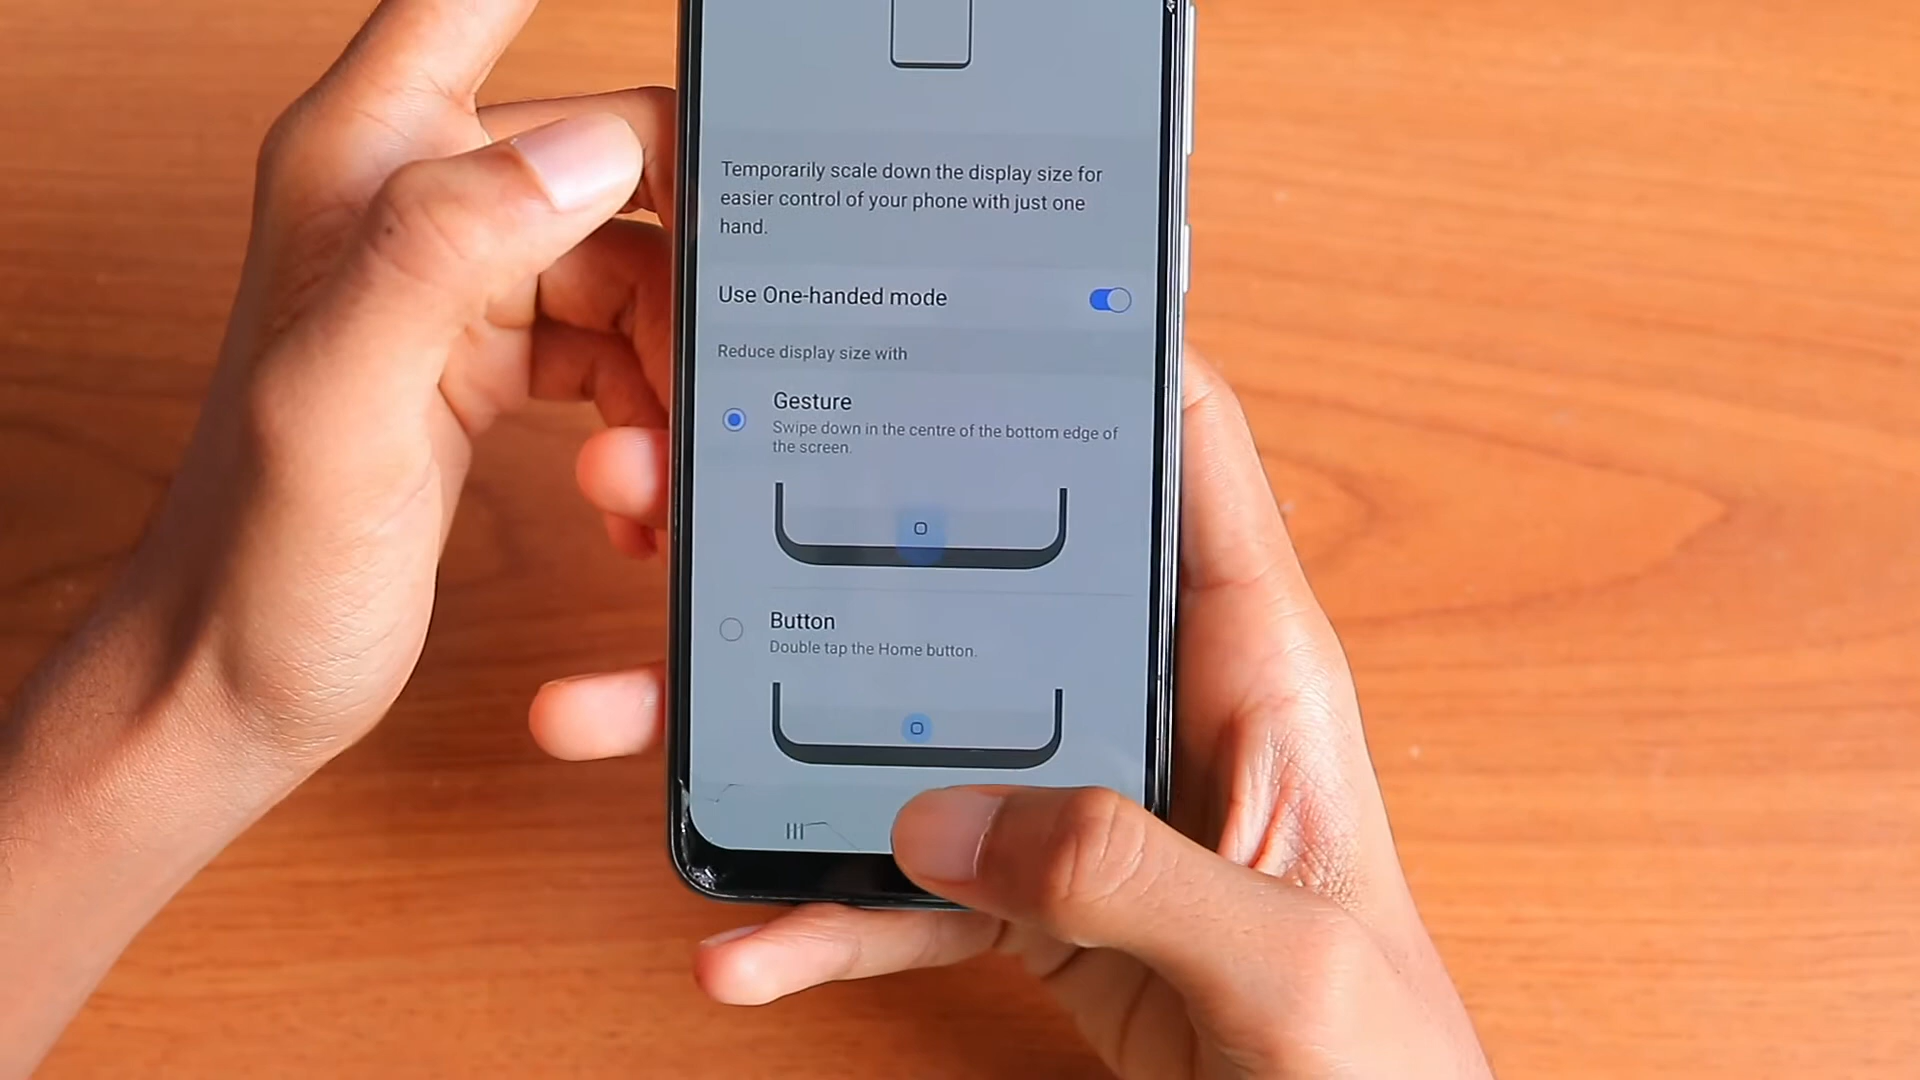 Temporarily scale down the display size for
easier control of your phone with just one
hand.
Use One-handed mode
Reduce display size with
Gesture
Swipe down in the centre of the bottom edge of
the screen.
Button
Double tap the Home button.